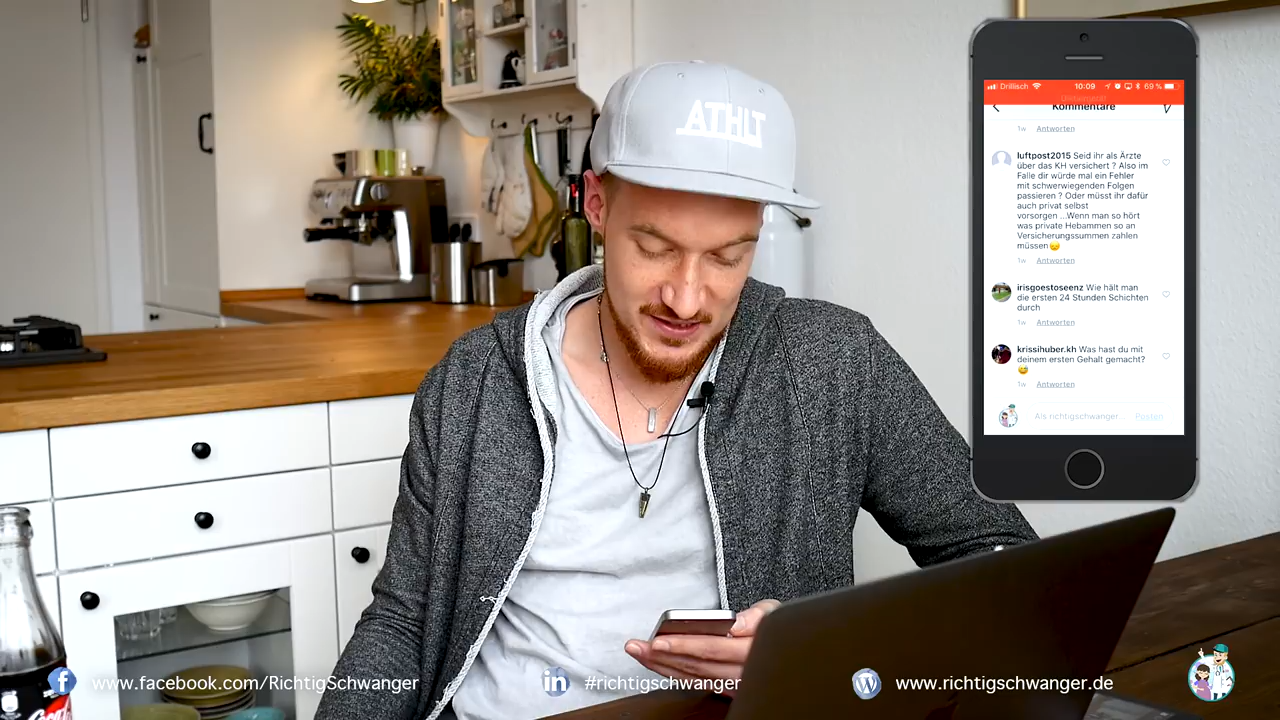 ATHLT
Drillisch
10:09
69 %
Kommentare
1w Antworten
luftpost2015 Seid ihr als Ärzte
über das KH versichert ? Also im
Falle dir würde mal ein Fehler
mit schwerwiegenden Folgen
passieren ? Oder müsst ihr dafür
auch privat selbst
vorsorgen ...Wenn man so hört
was private Hebammen so an
Versicherungssummen zahlen
müssen😔
1w Antworten
irisgoestoseenz Wie hält man
die ersten 24 Stunden Schichten
durch
1w Antworten
krissihuber.kh Was hast du mit
deinem ersten Gehalt gemacht?
😅
1w Antworten
Als richtigschwanger... Posten
www.facebook.com/RichtigSchwanger
#richtigschwanger
www.richtigschwanger.de